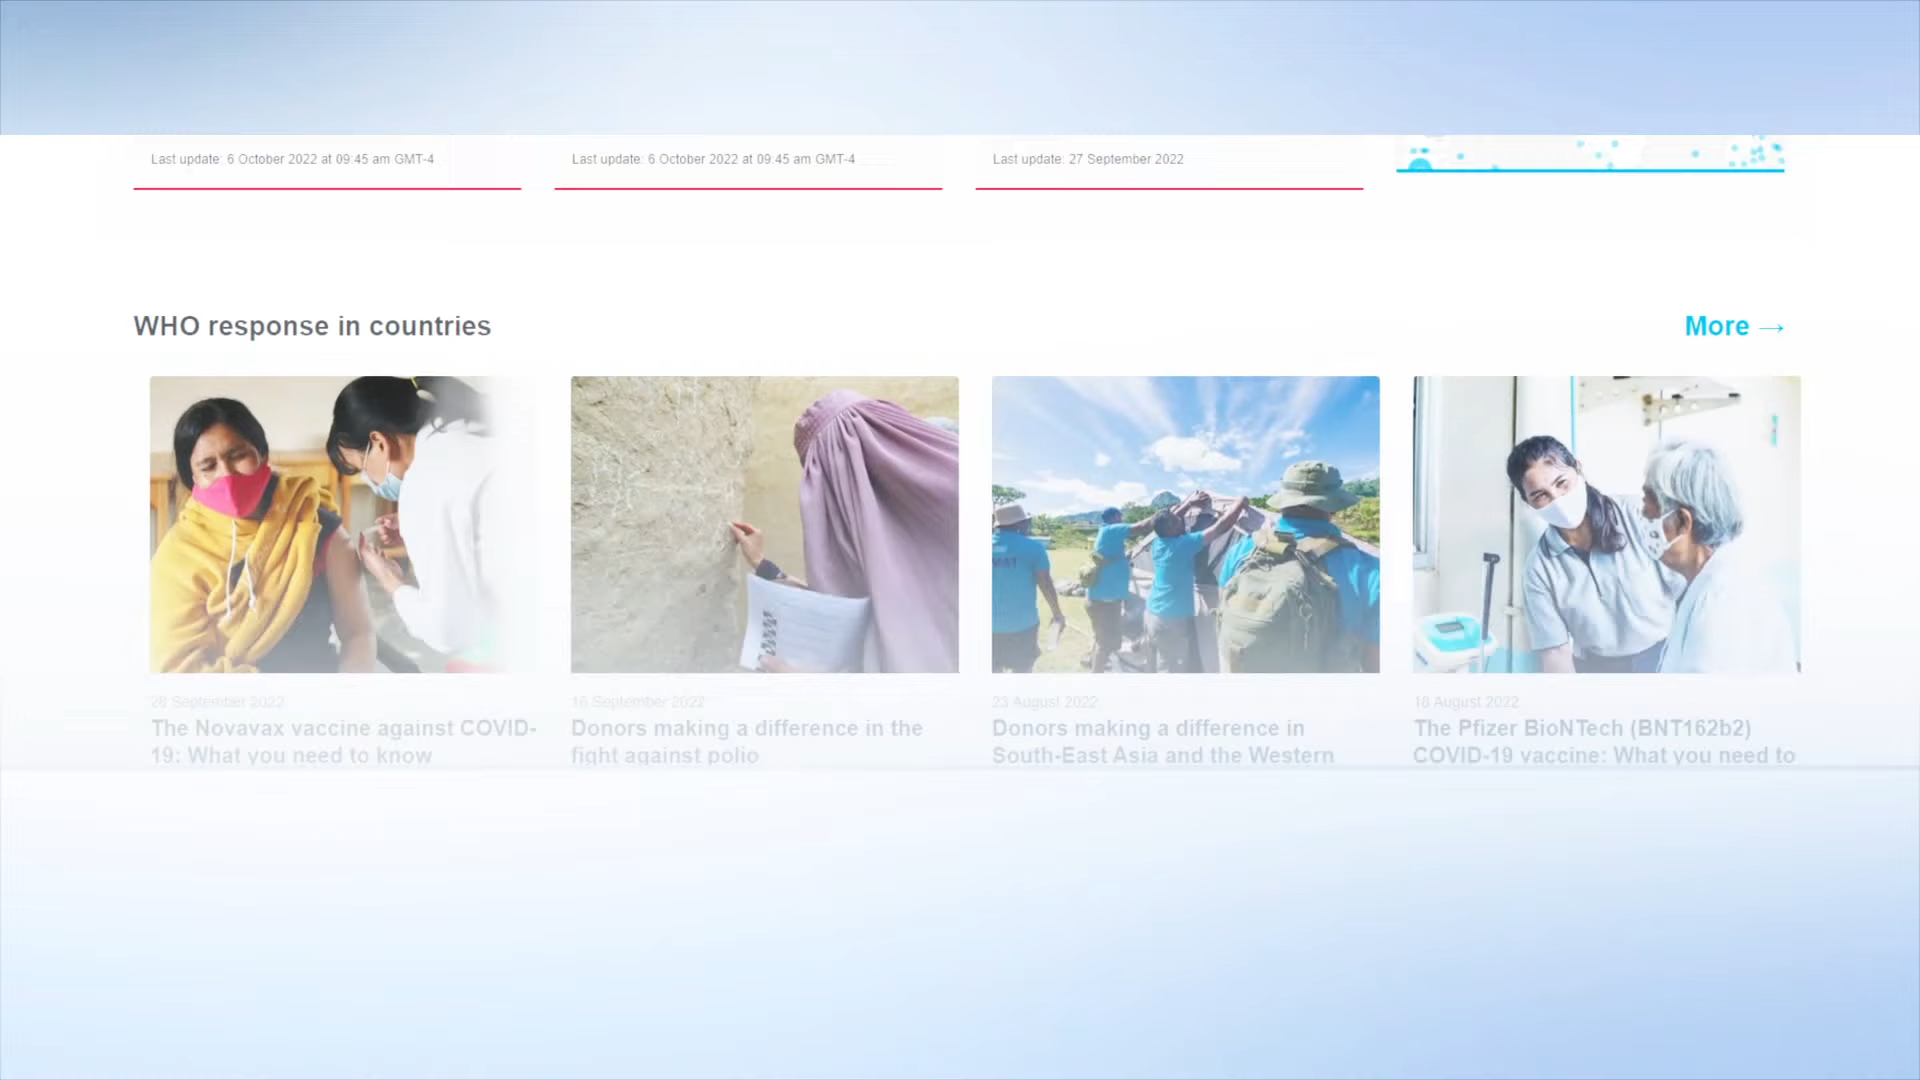 Last update: 6 October 2022 at 09:45 am GMT-4
Last update: 6 October 2022 at 09:45 am GMT-4
Last update: 27 September 2022
WHO response in countries
More →
28 September 2022
16 September 2022
23 August 2022
18 August 2022
The Novavax vaccine against COVID-
19: What you need to know
Donors making a difference in the
fight against polio
Donors making a difference in
South-East Asia and the Western
The Pfizer BioNTech (BNT162b2)
COVID-19 vaccine: What you need to